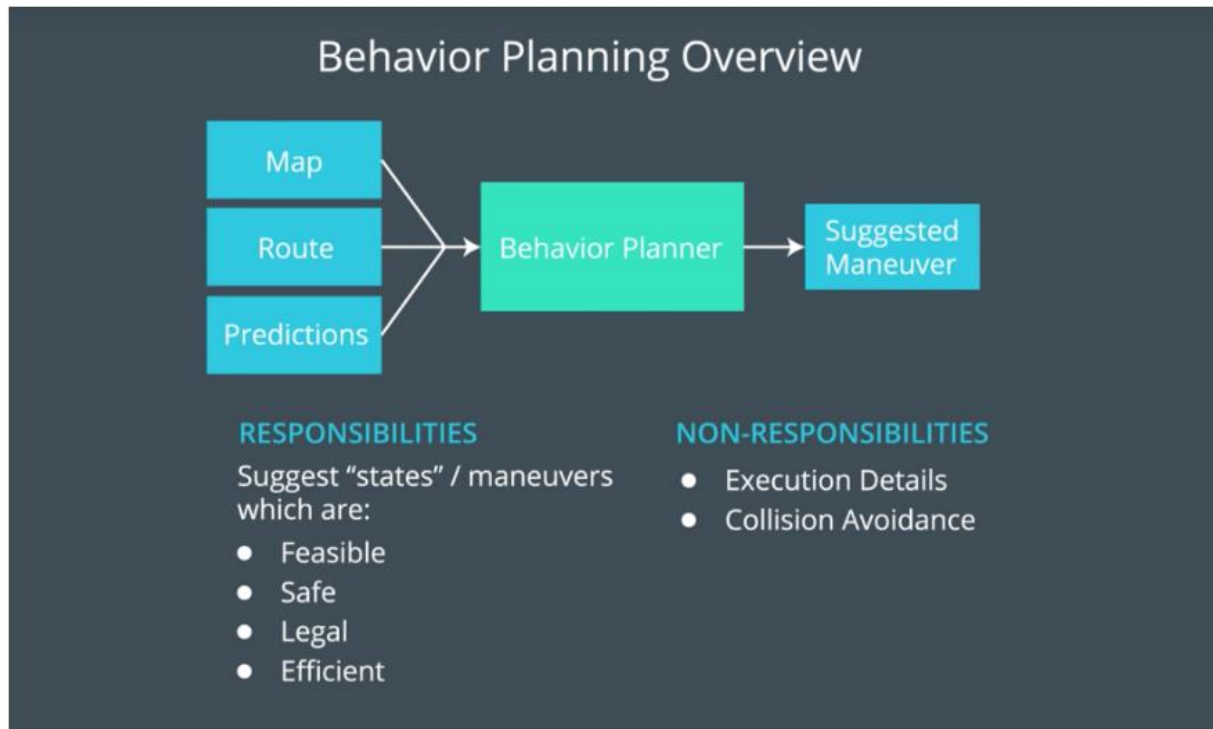 Behavior Planning Overview
Map
Route
Predictions
Behavior Planner
Suggested
Maneuver
RESPONSIBILITIES
Suggest “states” / maneuvers
which are:
● Feasible
● Safe
● Legal
● Efficient
NON-RESPONSIBILITIES
● Execution Details
● Collision Avoidance